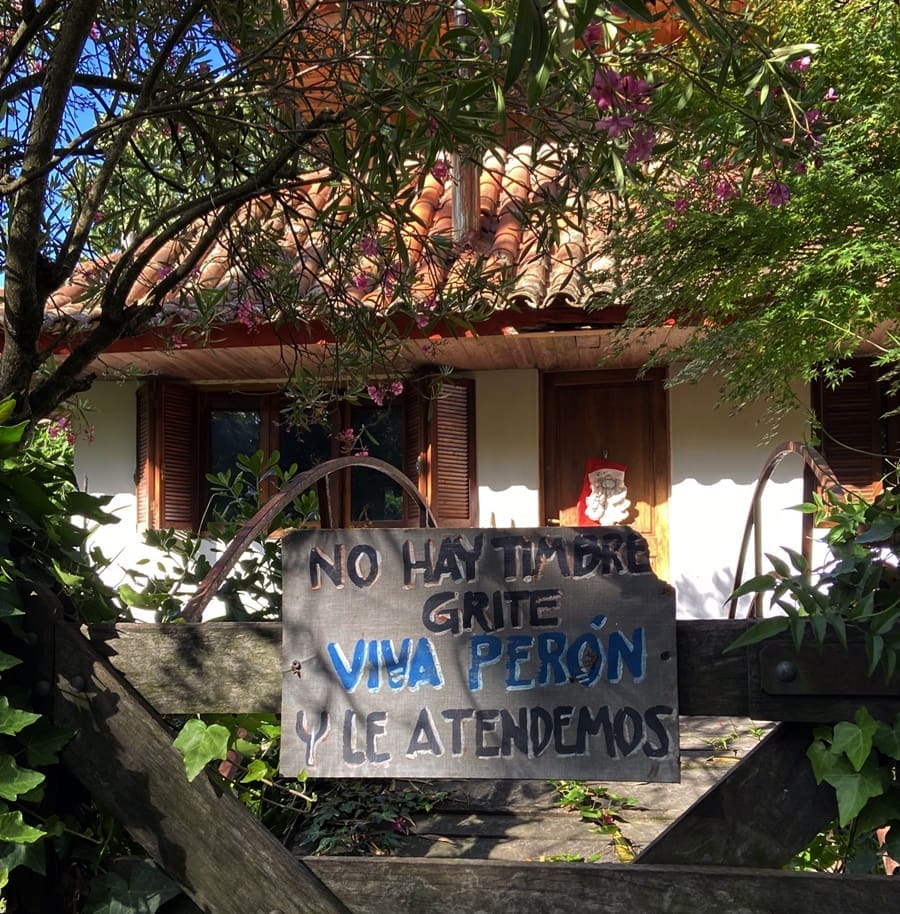 NO HAY TIMBRE
GRITE
VIVA PERÓN
Y LE ATENDEMOS